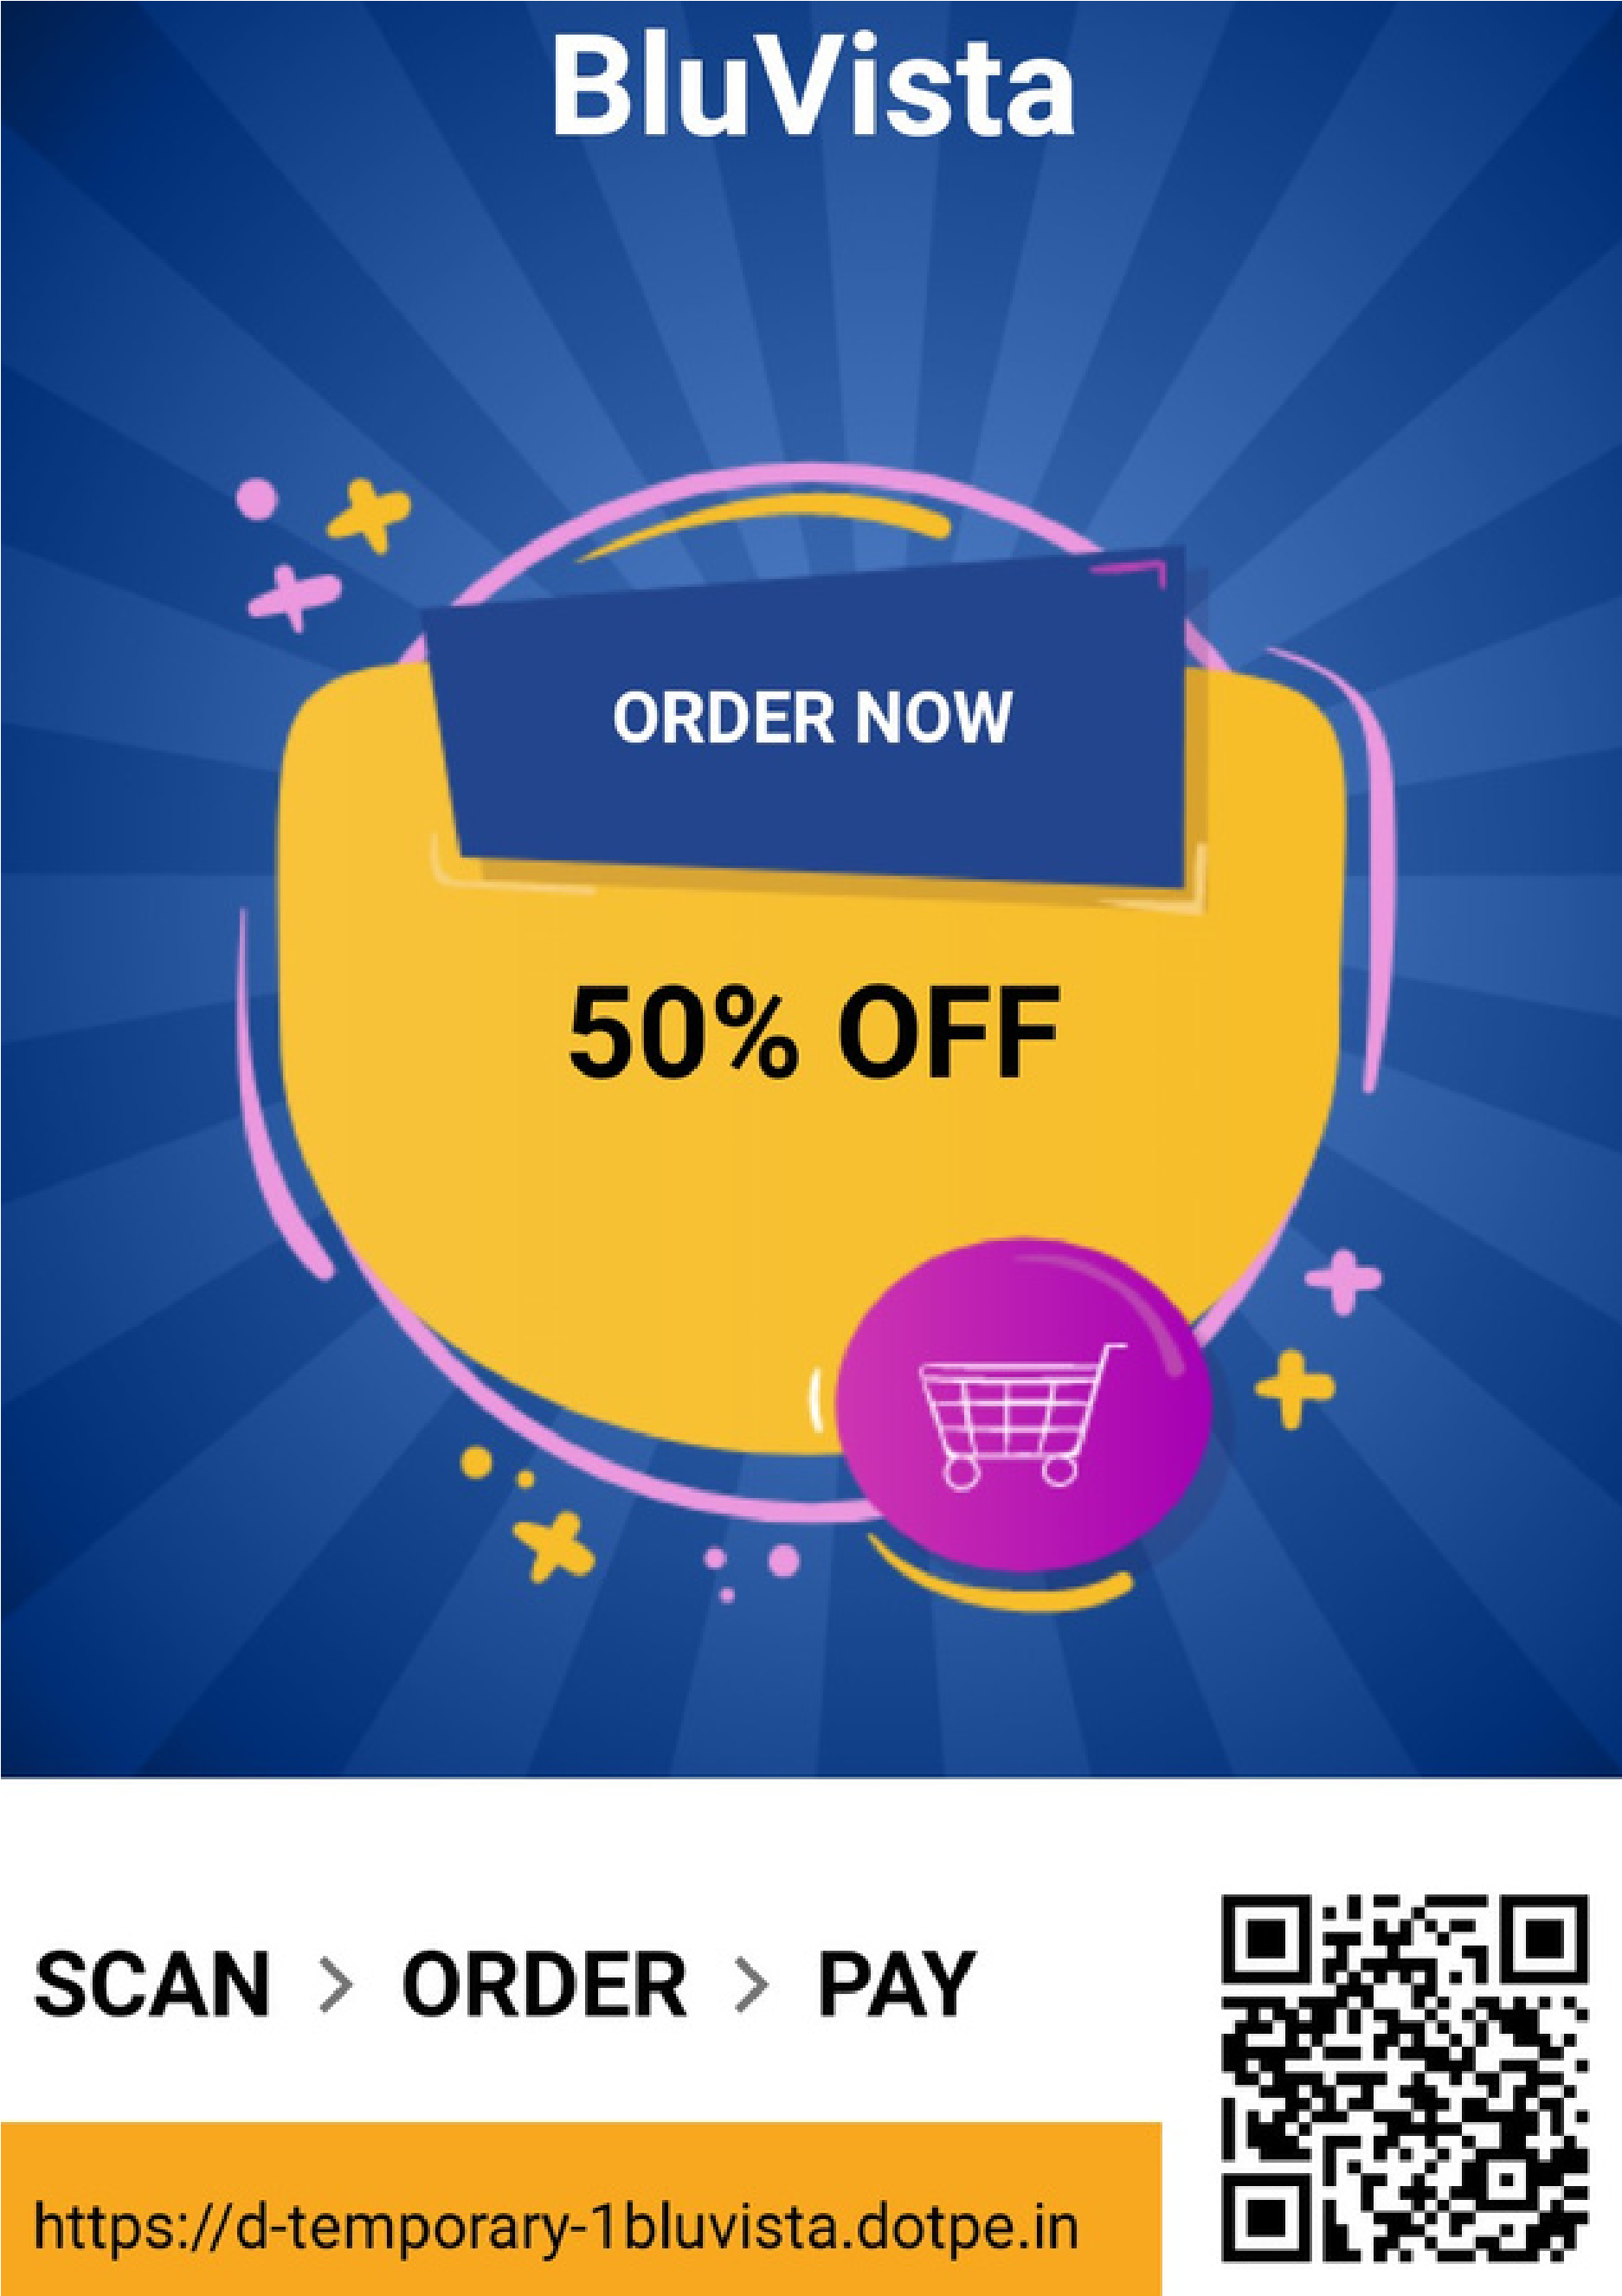 BluVista
ORDER NOW
50% OFF
SCAN > ORDER > PAY
https://d-temporary-1bluvista.dotpe.in